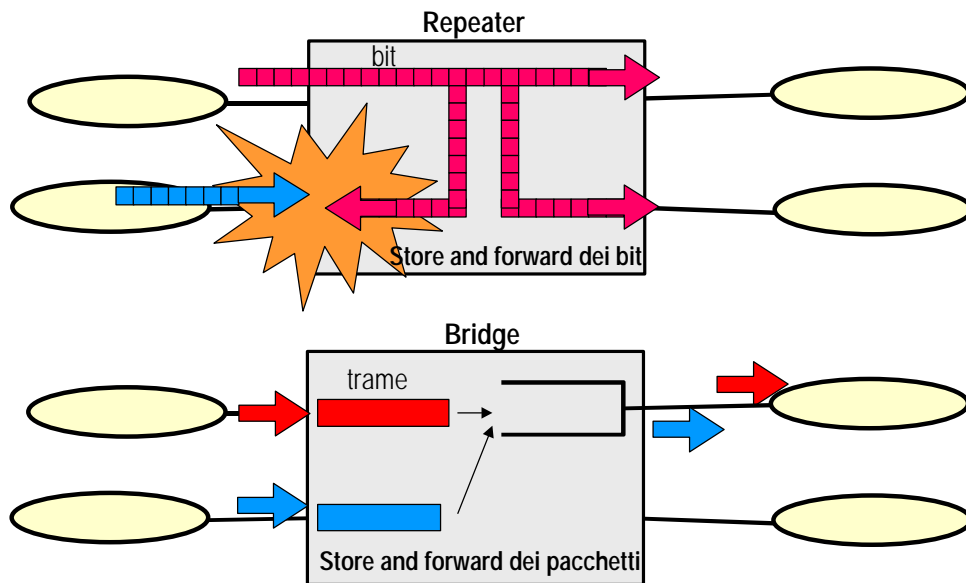 Repeater
bit
Store and forward dei bit
Bridge
trame
Store and forward dei pacchetti